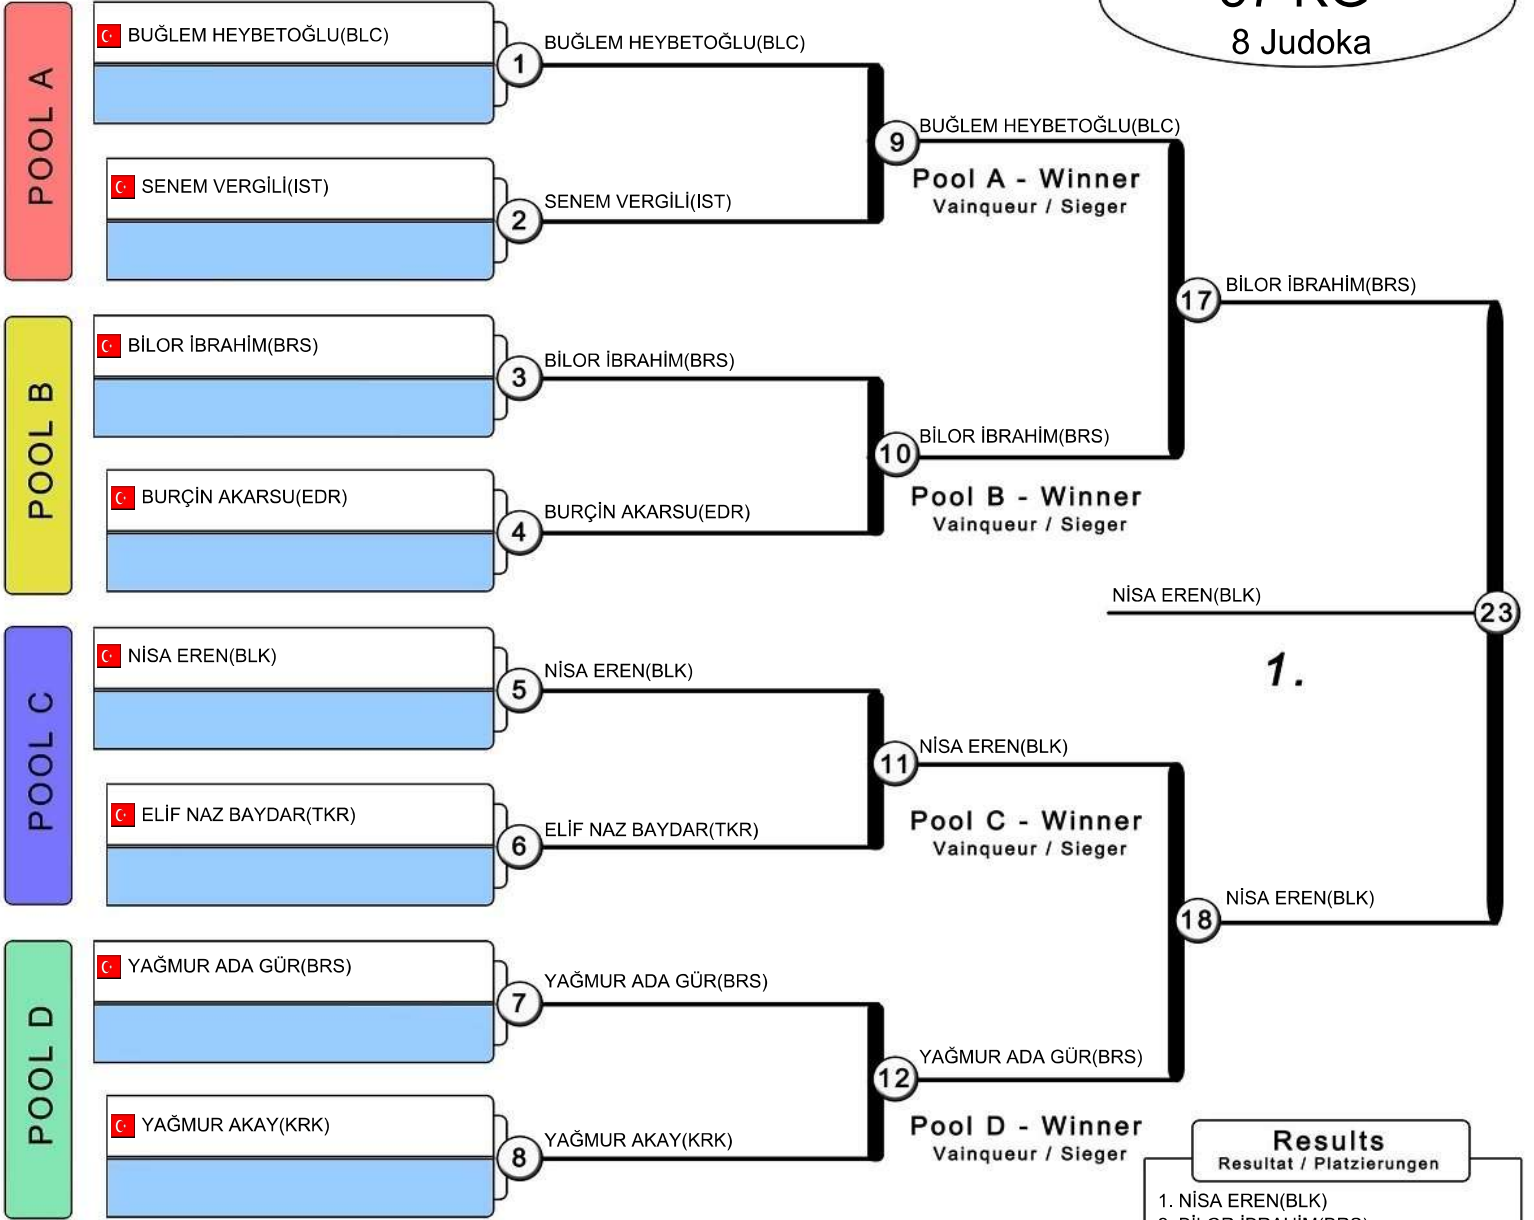 KG
8 Judoka
POOL A
BUĞLEM HEYBETOĞLU(BLC)
1
BUĞLEM HEYBETOĞLU(BLC)
SENEM VERGİLİ(IST)
2
SENEM VERGİLİ(IST)
9
BUĞLEM HEYBETOĞLU(BLC)
Pool A - Winner
Vainqueur / Sieger
POOL B
BİLOR İBRAHİM(BRS)
3
BİLOR İBRAHİM(BRS)
BURÇİN AKARSU(EDR)
4
BURÇİN AKARSU(EDR)
10
BİLOR İBRAHİM(BRS)
Pool B - Winner
Vainqueur / Sieger
17
BİLOR İBRAHİM(BRS)
NİSA EREN(BLK)
23
1.
POOL C
NİSA EREN(BLK)
5
NİSA EREN(BLK)
ELİF NAZ BAYDAR(TKR)
6
ELİF NAZ BAYDAR(TKR)
11
NİSA EREN(BLK)
Pool C - Winner
Vainqueur / Sieger
18
NİSA EREN(BLK)
POOL D
YAĞMUR ADA GÜR(BRS)
7
YAĞMUR ADA GÜR(BRS)
YAĞMUR AKAY(KRK)
8
YAĞMUR AKAY(KRK)
12
YAĞMUR ADA GÜR(BRS)
Pool D - Winner
Vainqueur / Sieger
Results
Resultat / Platzierungen
1. NİSA EREN(BLK)
2. BİLOR İBRAHİM(BRS)